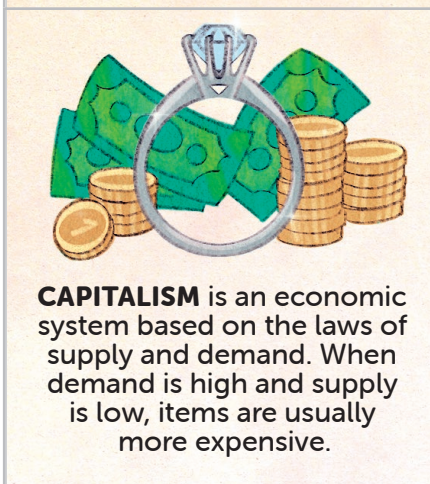 CAPITALISM is an economic
system based on the laws of
supply and demand. When
demand is high and supply
is low, items are usually
more expensive.